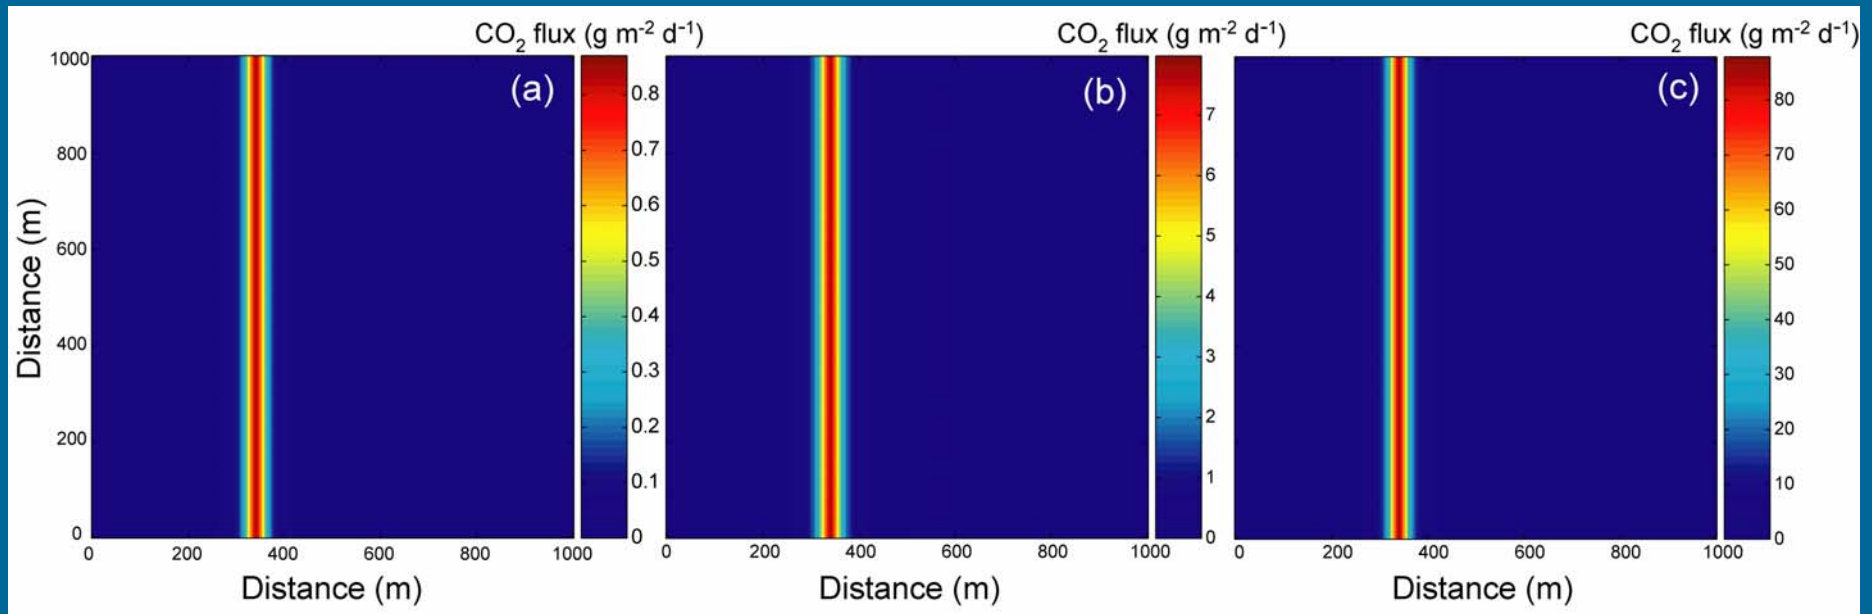 CO2 flux (g m-2 d-1)
CO2 flux (g m-2 d-1)
CO2 flux (g m-2 d-1)
(a)
(b)
(c)
Distance (m)
1000
800
600
400
200
0
0 200 400 600 800 1000
Distance (m)
0.8
0.7
0.6
0.5
0.4
0.3
0.2
0.1
0
0 200 400 600 800 1000
Distance (m)
7
6
5
4
3
2
1
0
0 200 400 600 800 1000
Distance (m)
80
70
60
50
40
30
20
10
0